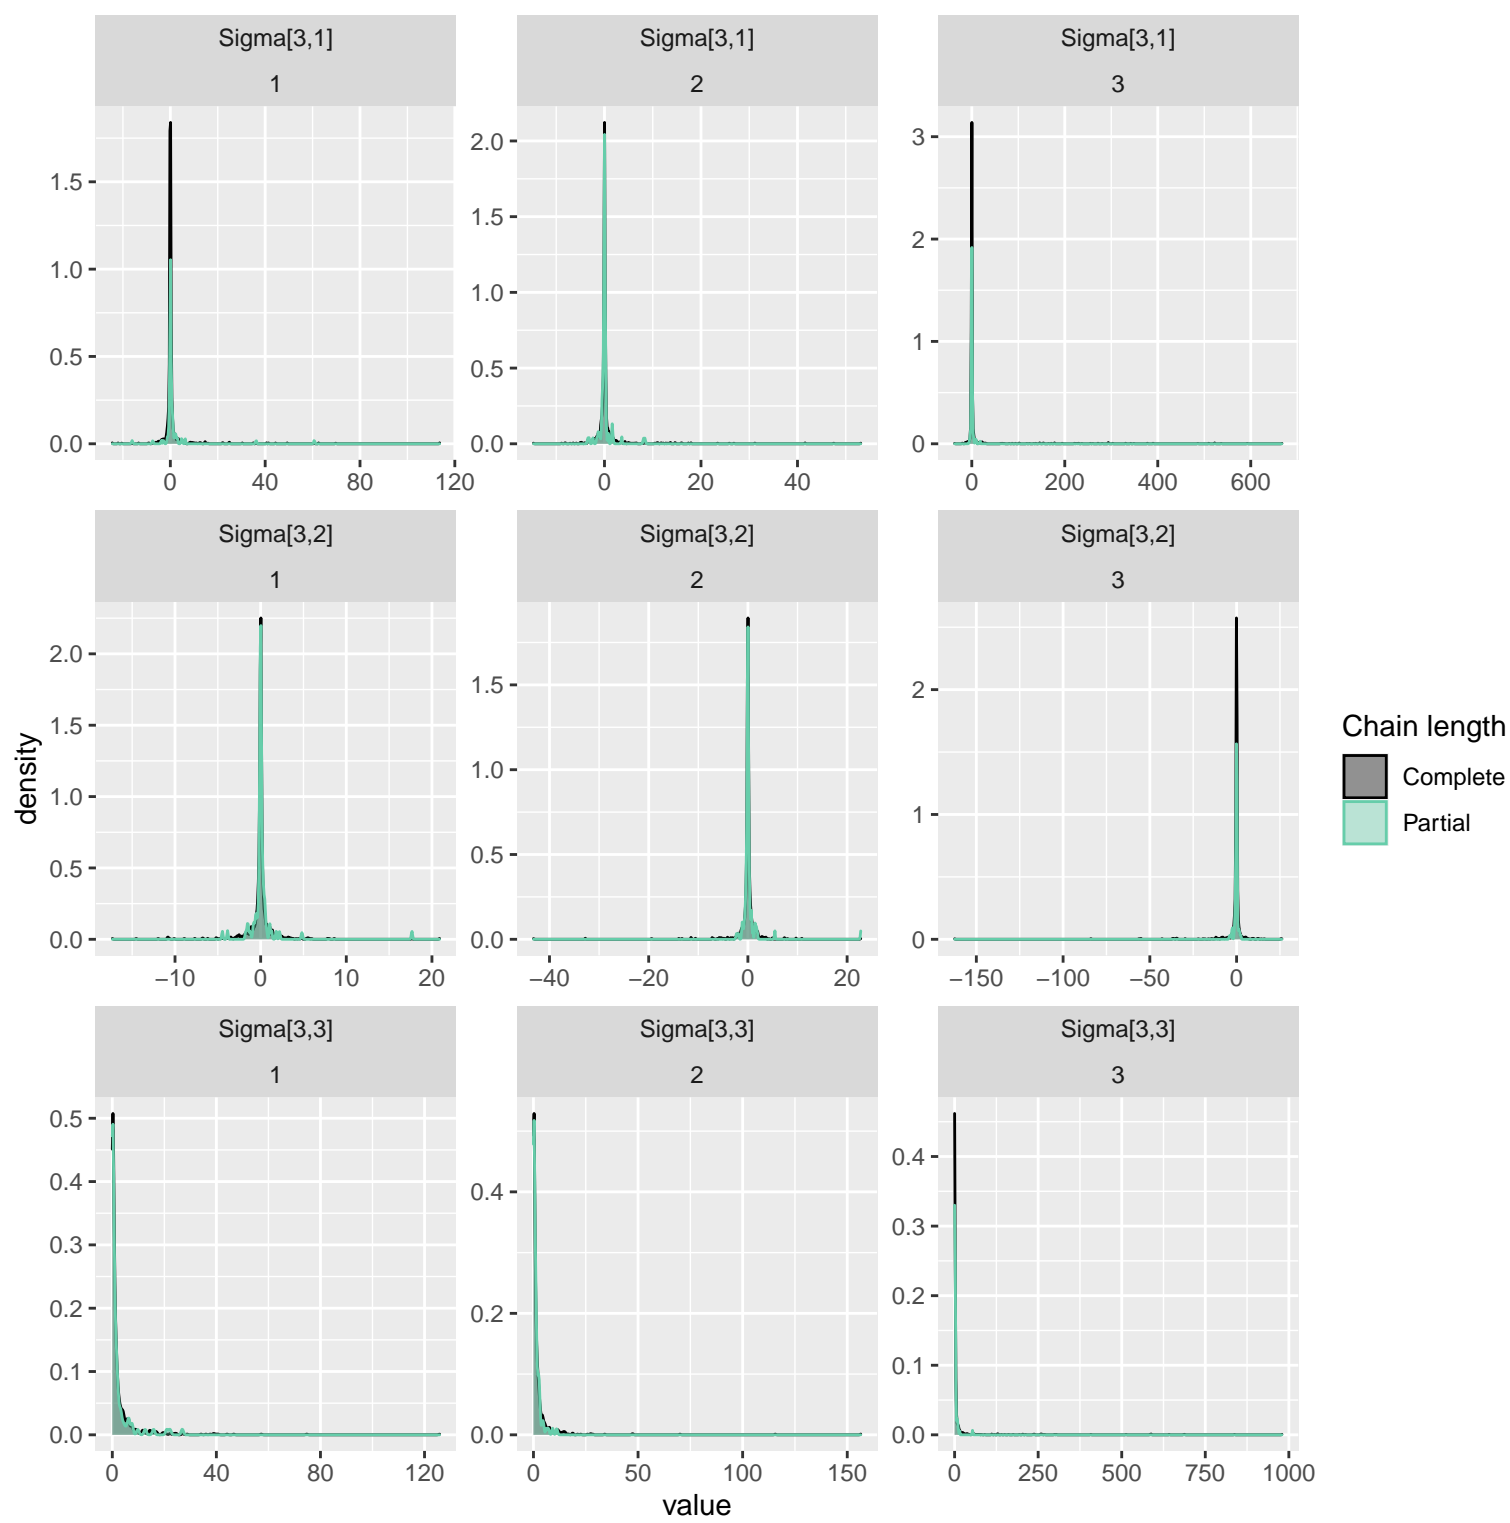 Sigma[3,1] Sigma[3,1] Sigma[3,1]
1 2 3
1.5
1.0
0.5
0.0
2.0
1.5
1.0
0.5
0.0
3
2
1
0
0 40 80 120
0 20 40
0 200 400 600
Sigma[3,2] Sigma[3,2] Sigma[3,2]
1 2 3
density
2.0
1.5
1.0
0.5
0.0
1.5
1.0
0.5
0.0
2
1
0
−10 0 10 20
−40 −20 0 20
−150 −100 −50 0
Sigma[3,3] Sigma[3,3] Sigma[3,3]
1 2 3
0.5
0.4
0.3
0.2
0.1
0.0
0.4
0.2
0.0
0.4
0.3
0.2
0.1
0.0
0 40 80 120
0 50 100 150
0 250 500 750 1000
value
Chain length
Complete
Partial